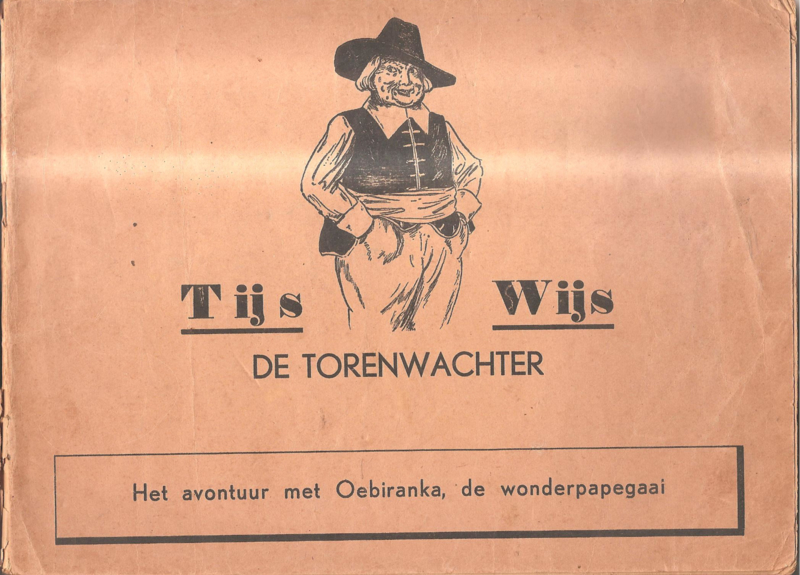 Tijs Wijs
DE TORENWACHTER
Het avontuur met Oebiranka, de wonderpapegaai